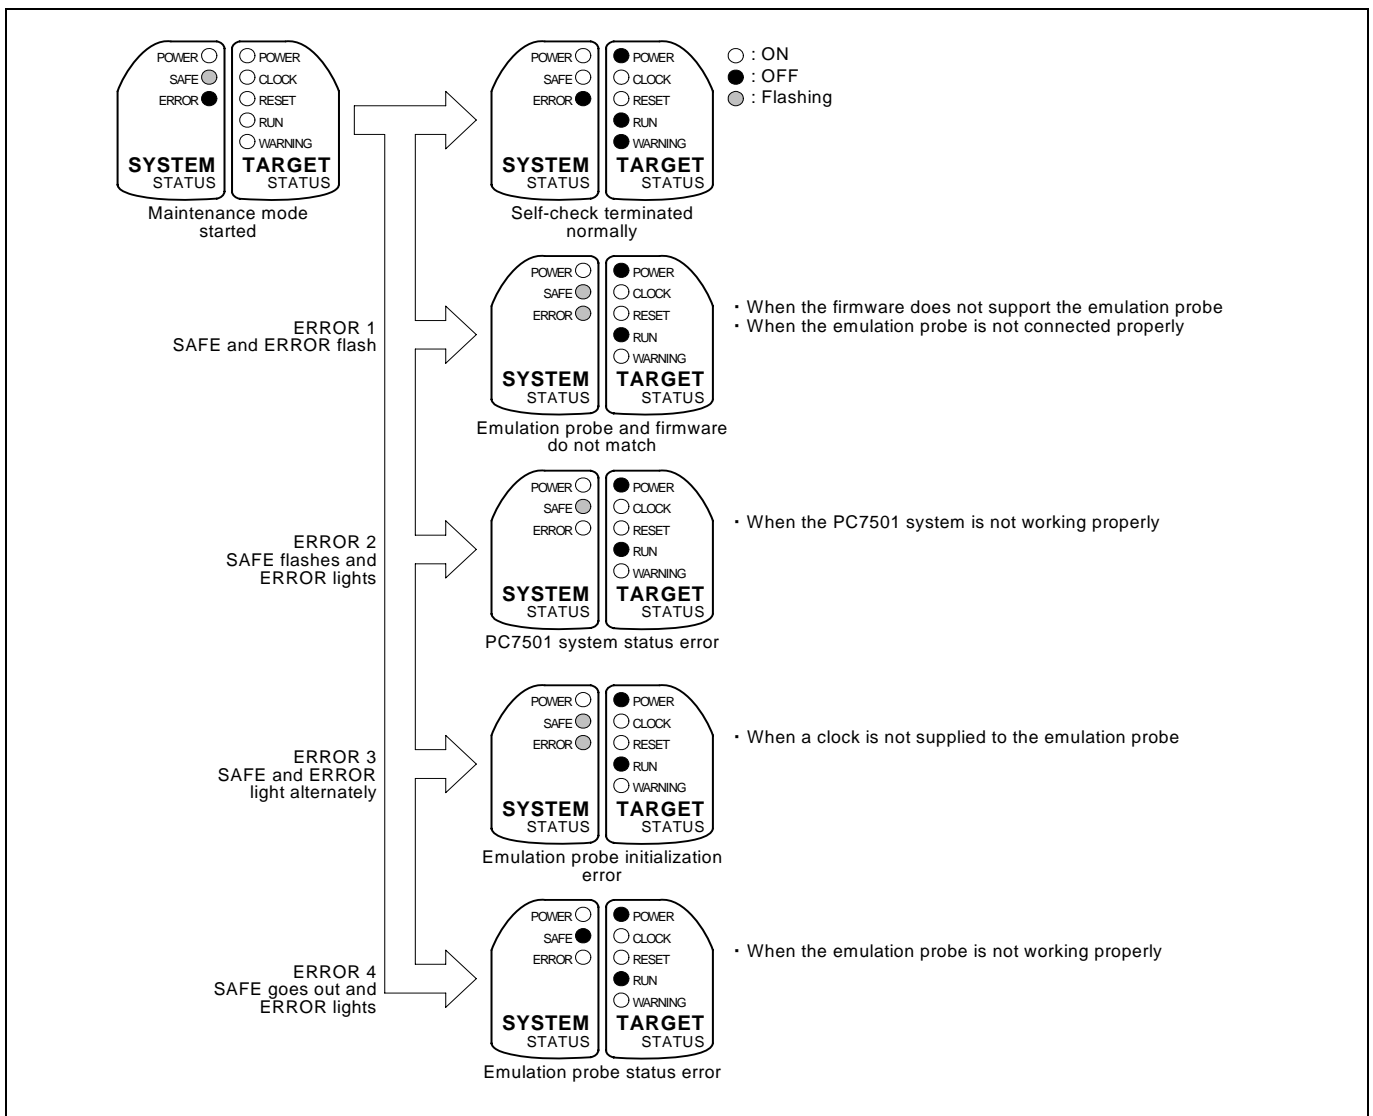 POWER
SAFE
ERROR
SYSTEM
STATUS
POWER
CLOCK
RESET
RUN
WARNING
TARGET
STATUS
Maintenance mode
started
POWER
SAFE
ERROR
SYSTEM
STATUS
POWER
CLOCK
RESET
RUN
WARNING
TARGET
STATUS
Self-check terminated
normally
: ON
: OFF
: Flashing
ERROR 1
SAFE and ERROR flash
POWER
SAFE
ERROR
SYSTEM
STATUS
POWER
CLOCK
RESET
RUN
WARNING
TARGET
STATUS
Emulation probe and firmware
do not match
・When the firmware does not support the emulation probe
・When the emulation probe is not connected properly
ERROR 2
SAFE flashes and
ERROR lights
POWER
SAFE
ERROR
SYSTEM
STATUS
POWER
CLOCK
RESET
RUN
WARNING
TARGET
STATUS
PC7501 system status error
・When the PC7501 system is not working properly
ERROR 3
SAFE and ERROR
light alternately
POWER
SAFE
ERROR
SYSTEM
STATUS
POWER
CLOCK
RESET
RUN
WARNING
TARGET
STATUS
Emulation probe initialization
error
・When a clock is not supplied to the emulation probe
ERROR 4
SAFE goes out and
ERROR lights
POWER
SAFE
ERROR
SYSTEM
STATUS
POWER
CLOCK
RESET
RUN
WARNING
TARGET
STATUS
Emulation probe status error
・When the emulation probe is not working properly